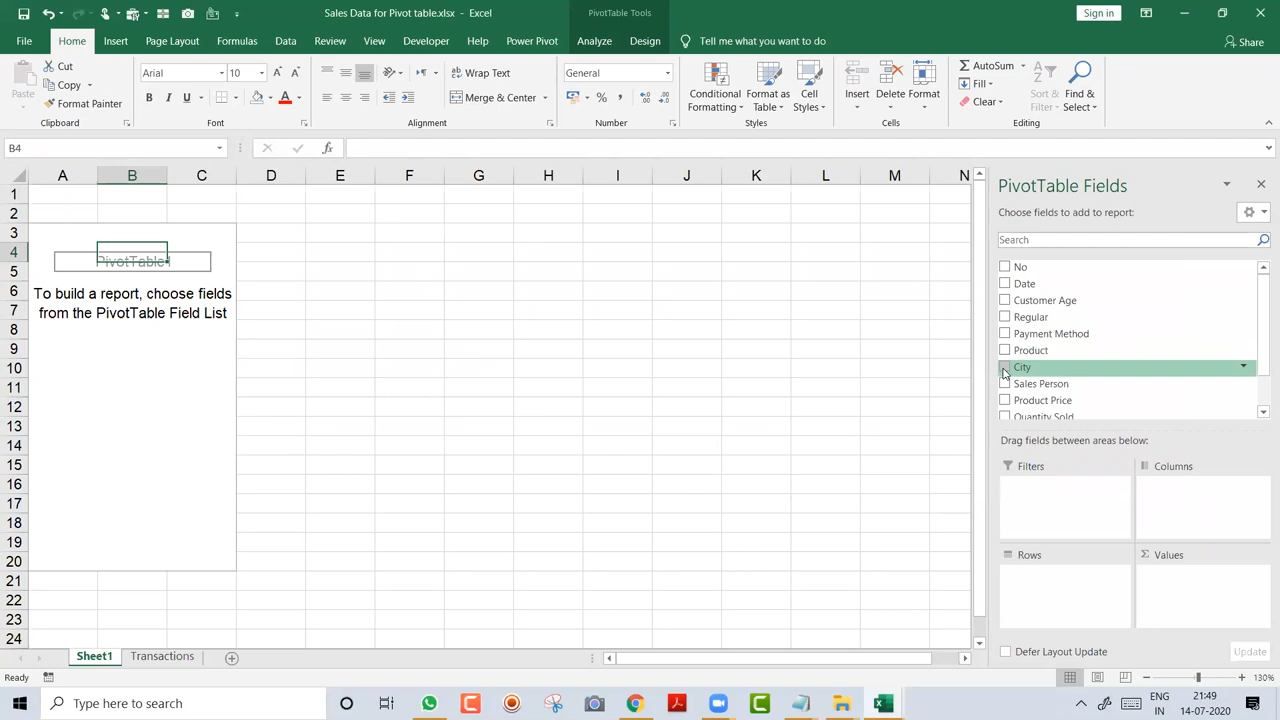 Sales Data for Pivot table.xlsx - Excel
PivotTable Tools
Sign in
File Home Insert Page Layout Formulas Data Review View Developer Help Power Pivot Analyze Design Tell me what you want to do Share
Paste
Cut
Copy
Format Painter
Clipboard
Arial 10
B I U
Font
Wrap Text
Merge & Center
Alignment
General
Number
Conditional Formatting
Format as Table
Cell Styles
Styles
Insert Delete Format
Cells
AutoSum
Fill
Clear
Sort & Filter
Find & Select
Editing
B4
fx
A B C D E F G H I J K L M N
1
2
3
4
5
6
7
8
9
10
11
12
13
14
15
16
17
18
19
20
21
22
23
24
PivotTable1
To build a report, choose fields
from the PivotTable Field List
PivotTable Fields
Choose fields to add to report:
Search
No
Date
Customer Age
Regular
Payment Method
Product
City
Sales Person
Product Price
Quantity Sold
Drag fields between areas below:
Filters
Columns
Rows
Values
Defer Layout Update
Update
Sheet1
Transactions
Ready
130%
Type here to search
ENG
IN
21:49
14-07-2020